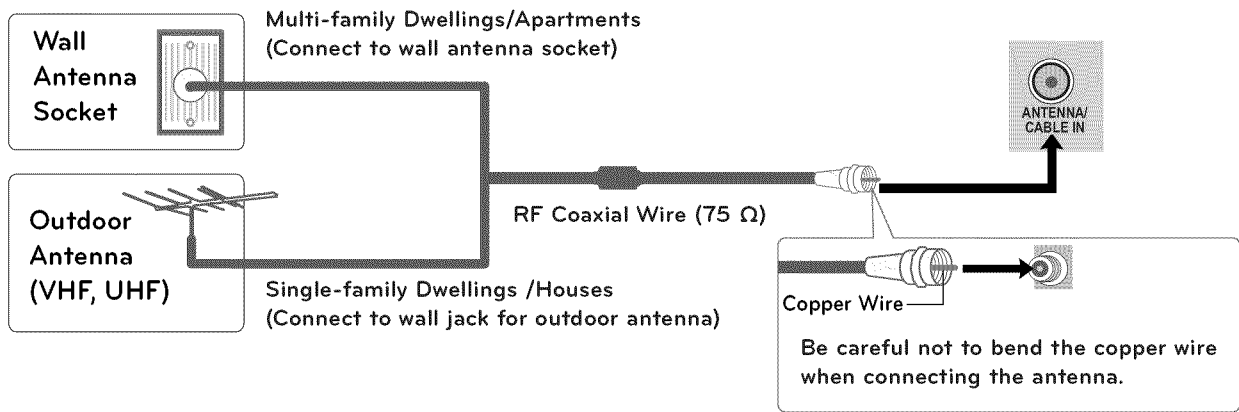 Multi-family Dwellings/Apartments
(Connect to wall antenna socket)
Wall
Antenna
Socket
ANTENNA/
CABLE IN
RF Coaxial Wire (75 Ω)
Outdoor
Antenna
(VHF, UHF)
Single-family Dwellings /Houses
(Connect to wall jack for outdoor antenna)
Copper Wire
Be careful not to bend the copper wire
when connecting the antenna.